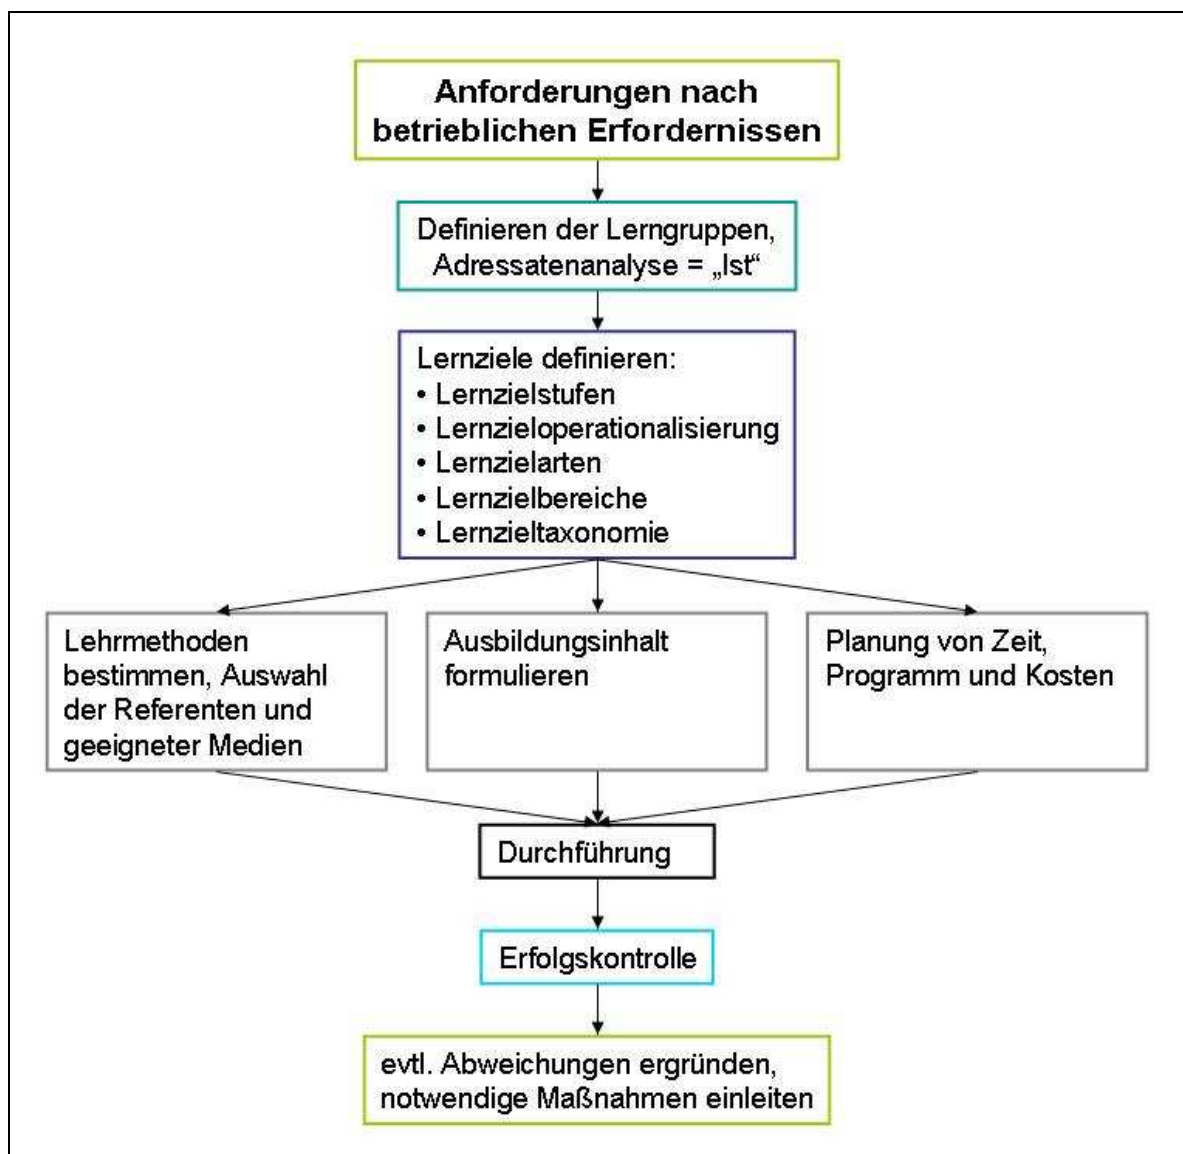 Anforderungen nach
betrieblichen Erfordernissen
Definieren der Lerngruppen,
Adressatenanalyse = „Ist“
Lernziele definieren:
• Lernzielstufen
• Lernzieloperationalisierung
• Lernzielarten
• Lernzielbereiche
• Lernzieltaxonomie
Lehrmethoden
bestimmen, Auswahl
der Referenten und
geeigneter Medien
Ausbildungsinhalt
formulieren
Planung von Zeit,
Programm und Kosten
Durchführung
Erfolgskontrolle
evtl. Abweichungen ergründen,
notwendige Maßnahmen einleiten